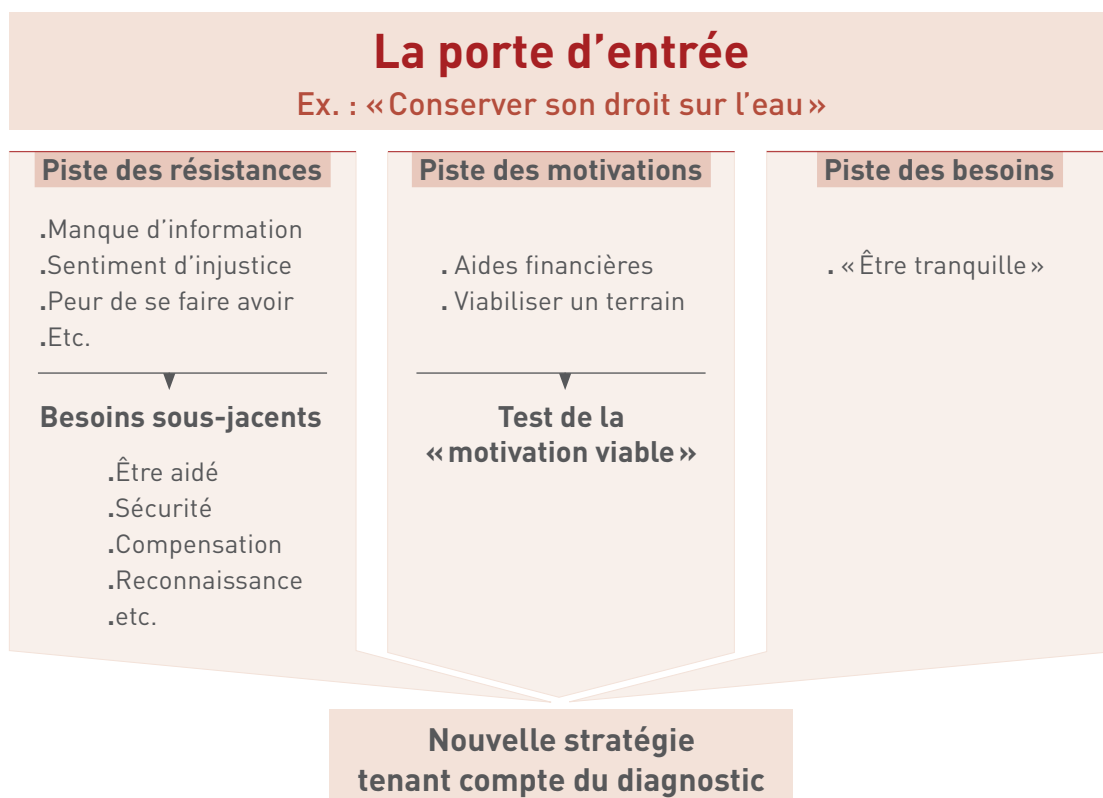 La porte d’entrée
Ex. : « Conserver son droit sur l’eau »
Piste des résistances
.Manque d’information
.Sentiment d’injustice
.Peur de se faire avoir
.Etc.
Besoins sous-jacents
.Être aidé
.Sécurité
.Compensation
.Reconnaissance
.etc.
Piste des motivations
. Aides financières
. Viabiliser un terrain
Test de la
« motivation viable »
Piste des besoins
. « Être tranquille »
Nouvelle stratégie
tenant compte du diagnostic